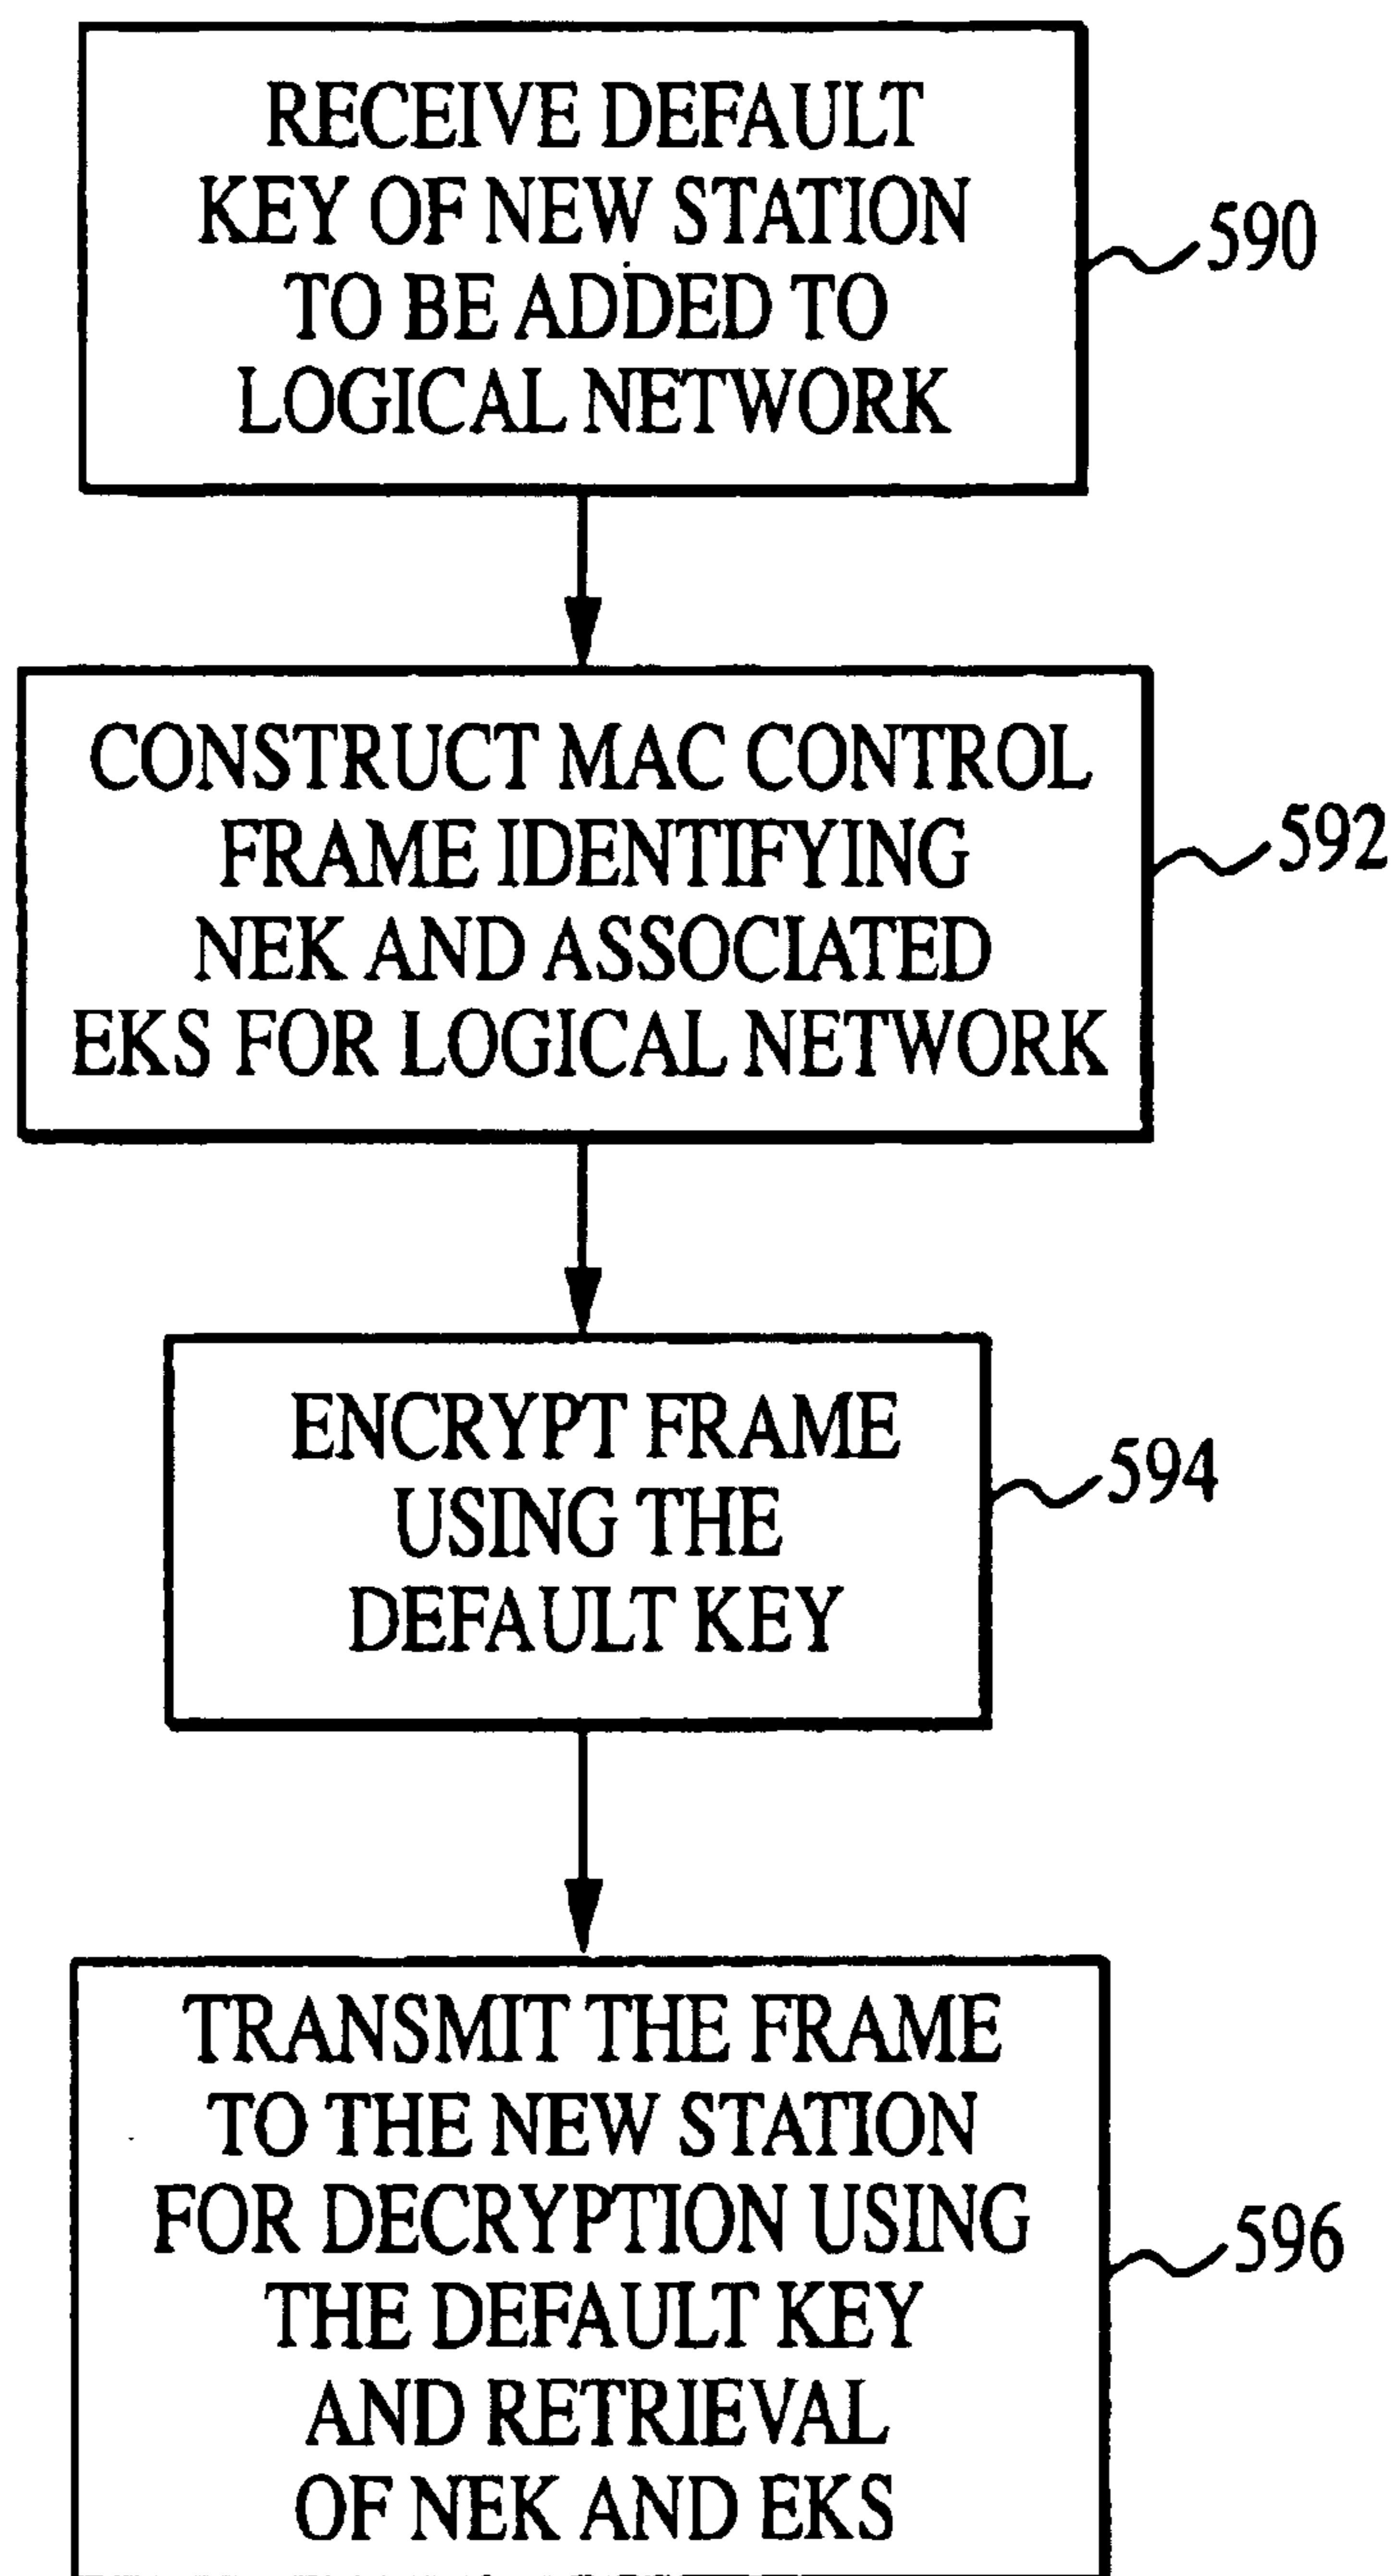 RECEIVE DEFAULT
KEY OF NEW STATION
TO BE ADDED TO
LOGICAL NETWORK
590
CONSTRUCT MAC CONTROL
FRAME IDENTIFYING
NEK AND ASSOCIATED
EKS FOR LOGICAL NETWORK
592
ENCRYPT FRAME
USING THE
DEFAULT KEY
594
TRANSMIT THE FRAME
TO THE NEW STATION
FOR DECRYPTION USING
THE DEFAULT KEY
AND RETRIEVAL
OF NEK AND EKS
596